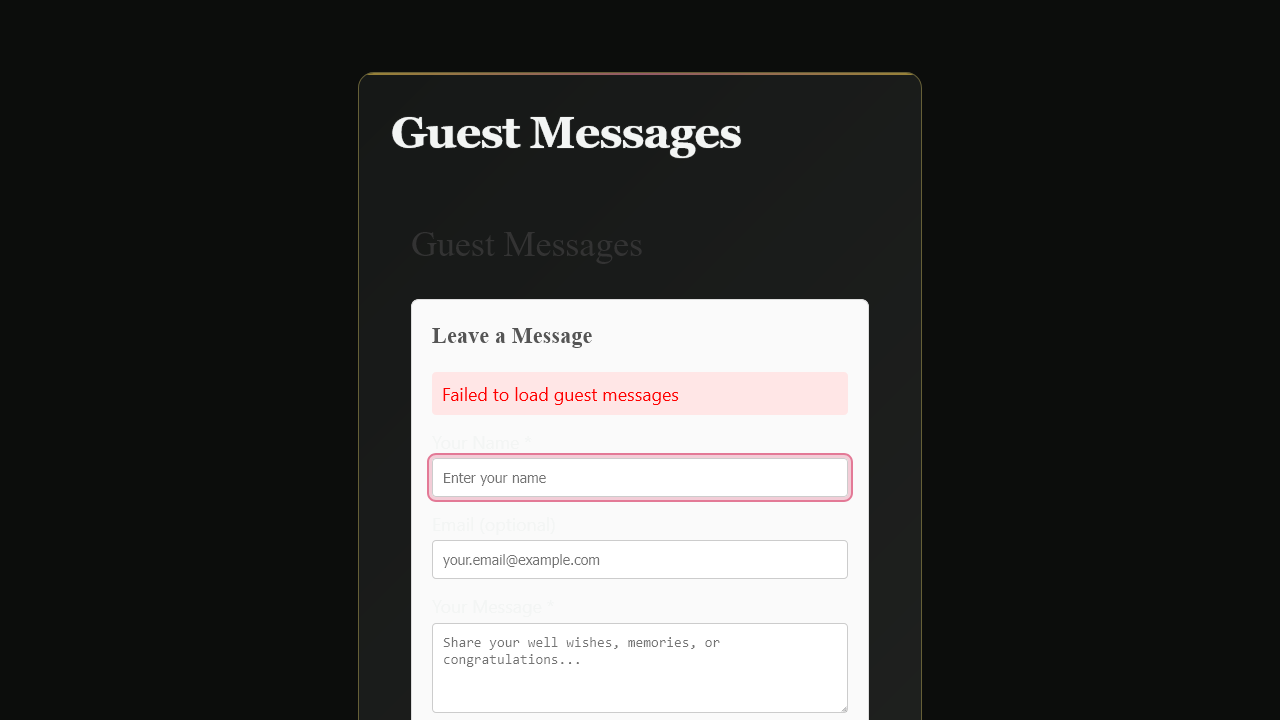 Guest Messages
Guest Messages
Leave a Message
Failed to load guest messages
Your Name *
Enter your name
Email (optional)
your.email@example.com
Your Message *
Share your well wishes, memories, or
congratulations...